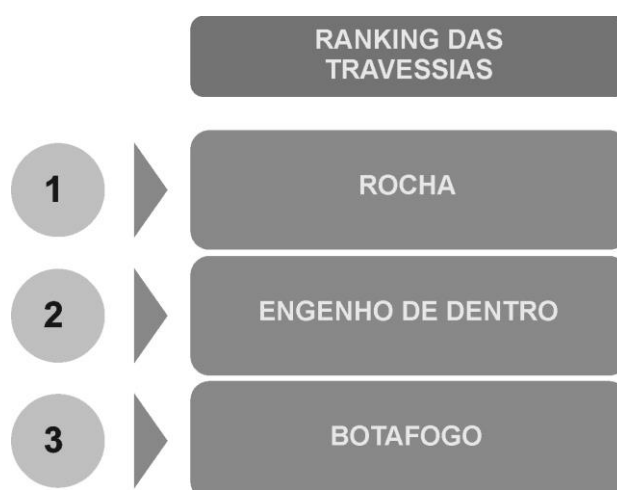 RANKING DAS
TRAVESSIAS
1
ROCHA
2
ENGENHO DE DENTRO
3
BOTAFOGO